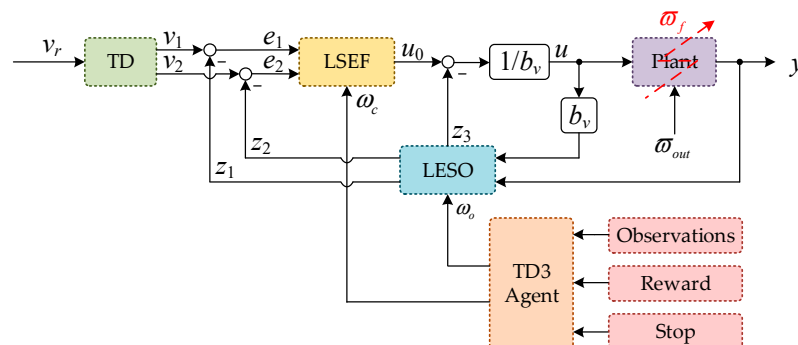 ϖ_f
v_r
TD
v_1
v_2
e_1
e_2
-
-
LSEF
u_0
-
1/b_v
u
Plant
y
ω_c
b_v
z_3
z_2
z_1
LESO
ϖ_out
ω_o
TD3
Agent
Observations
Reward
Stop